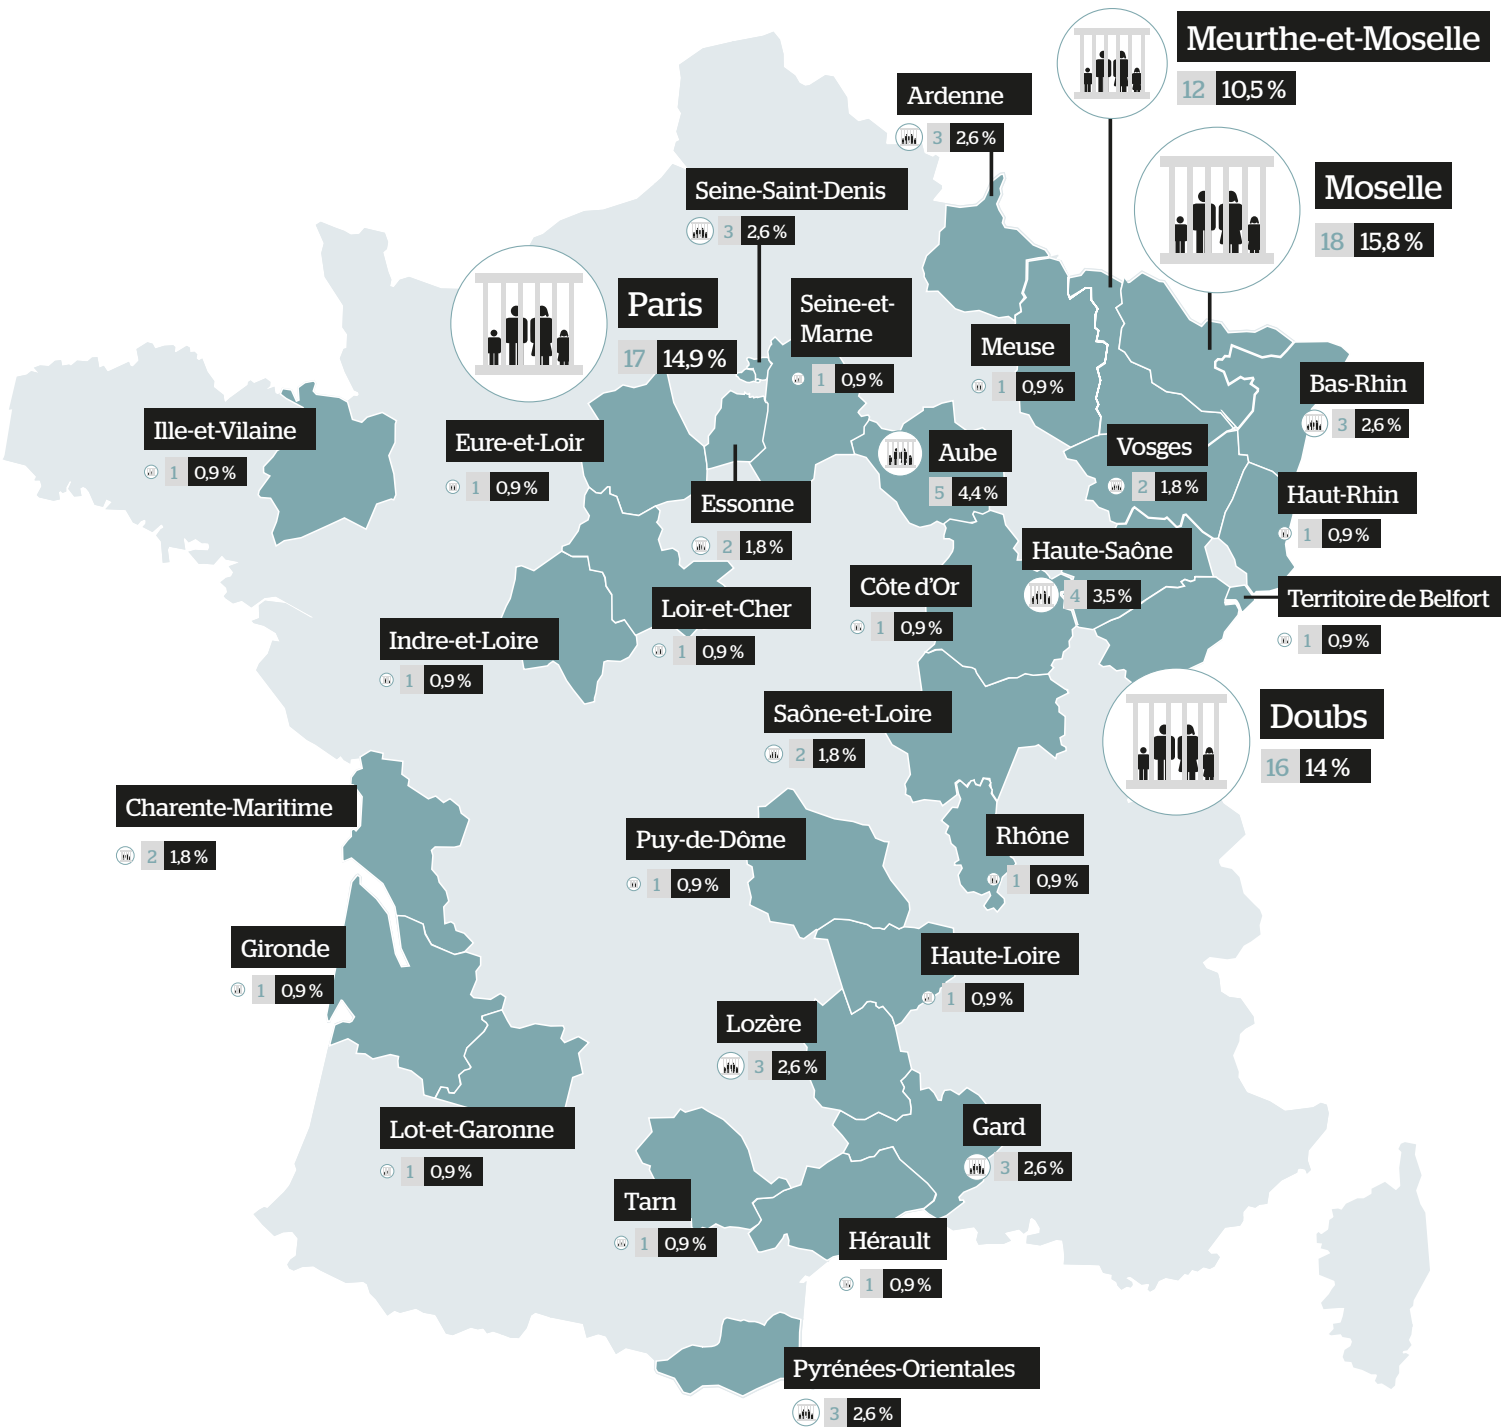 Meurthe-et-Moselle
12 10,5 %
Ardenne
3 2,6 %
Moselle
18 15,8 %
Seine-Saint-Denis
3 2,6 %
Paris
17 14,9 %
Seine-et-
Marne
1 0,9 %
Meuse
1 0,9 %
Bas-Rhin
3 2,6 %
Ille-et-Vilaine
1 0,9 %
Eure-et-Loir
1 0,9 %
Aube
5 4,4 %
Vosges
2 1,8 %
Essonne
2 1,8 %
Haut-Rhin
1 0,9 %
Haute-Saône
4 3,5 %
Côte d’Or
1 0,9 %
Territoire de Belfort
1 0,9 %
Loir-et-Cher
1 0,9 %
Indre-et-Loire
1 0,9 %
Saône-et-Loire
2 1,8 %
Doubs
16 14 %
Charente-Maritime
2 1,8 %
Puy-de-Dôme
1 0,9 %
Rhône
1 0,9 %
Gironde
1 0,9 %
Haute-Loire
1 0,9 %
Lozère
3 2,6 %
Lot-et-Garonne
1 0,9 %
Gard
3 2,6 %
Tarn
1 0,9 %
Hérault
1 0,9 %
Pyrénées-Orientales
3 2,6 %